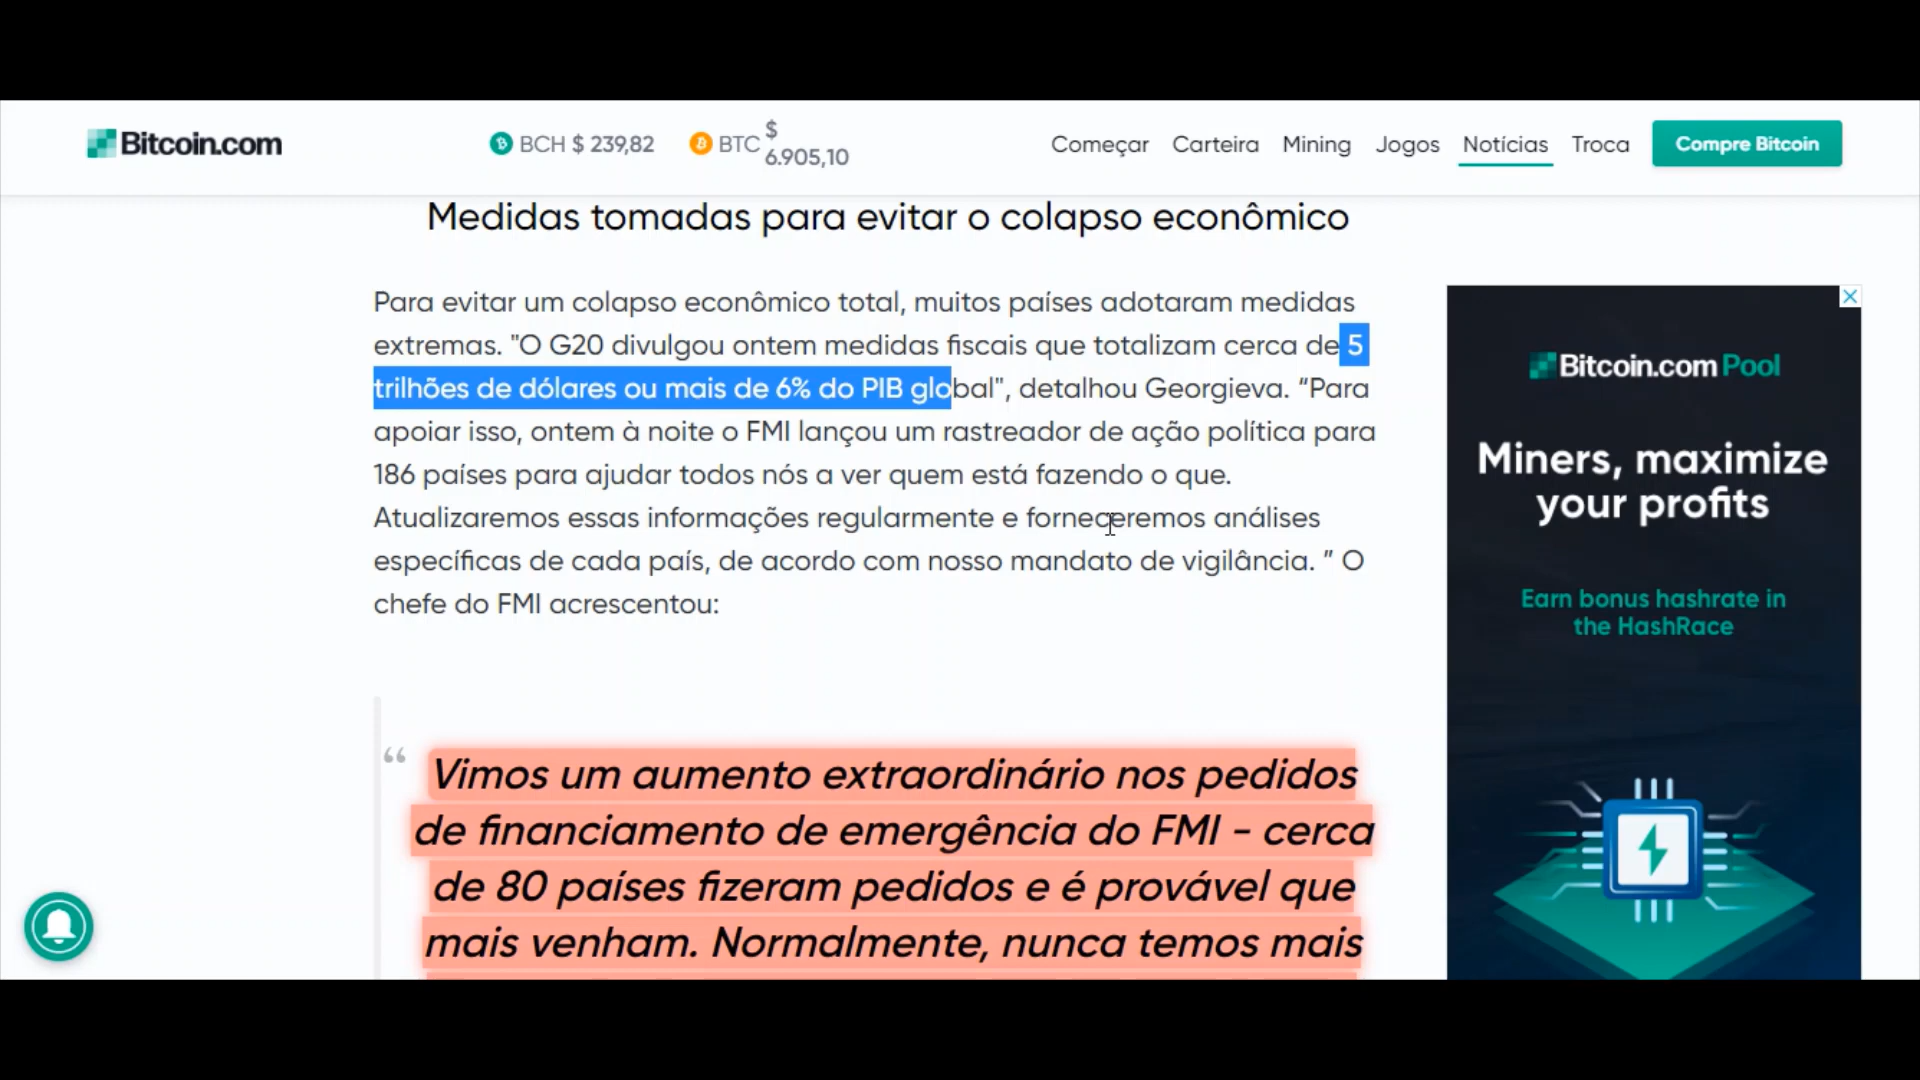 Bitcoin.com
BCH $ 239,82
BTC $ 6.905,10
Começar Carteira Mining Jogos Notícias Troca Compre Bitcoin
Medidas tomadas para evitar o colapso econômico
Para evitar um colapso econômico total, muitos países adotaram medidas
extremas. "O G20 divulgou ontem medidas fiscais que totalizam cerca de 5
trilhões de dólares ou mais de 6% do PIB global", detalhou Georgieva. “Para
apoiar isso, ontem à noite o FMI lançou um rastreador de ação política para
186 países para ajudar todos nós a ver quem está fazendo o que.
Atualizaremos essas informações regularmente e forneceremos análises
específicas de cada país, de acordo com nosso mandato de vigilância. ” O
chefe do FMI acrescentou:
“
Vimos um aumento extraordinário nos pedidos
de financiamento de emergência do FMI - cerca
de 80 países fizeram pedidos e é provável que
mais venham. Normalmente, nunca temos mais
Bitcoin.com Pool
Miners, maximize
your profits
Earn bonus hashrate in
the HashRace